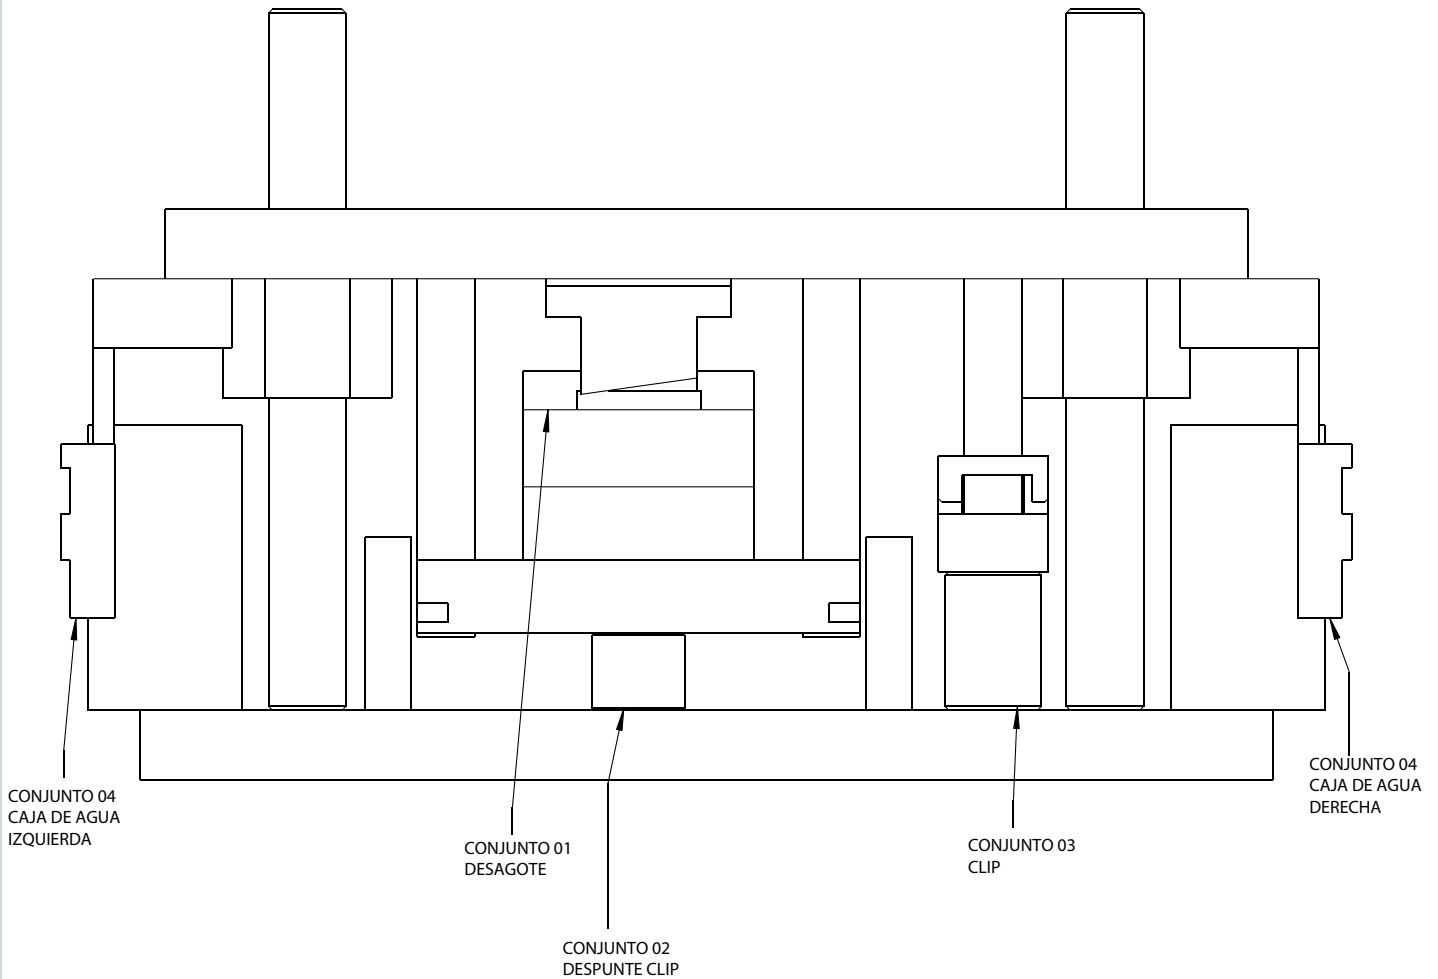 CONJUNTO 04
CAJA DE AGUA
IZQUIERDA
CONJUNTO 01
DESAGOTE
CONJUNTO 02
DESPUNTE CLIP
CONJUNTO 03
CLIP
CONJUNTO 04
CAJA DE AGUA
DERECHA